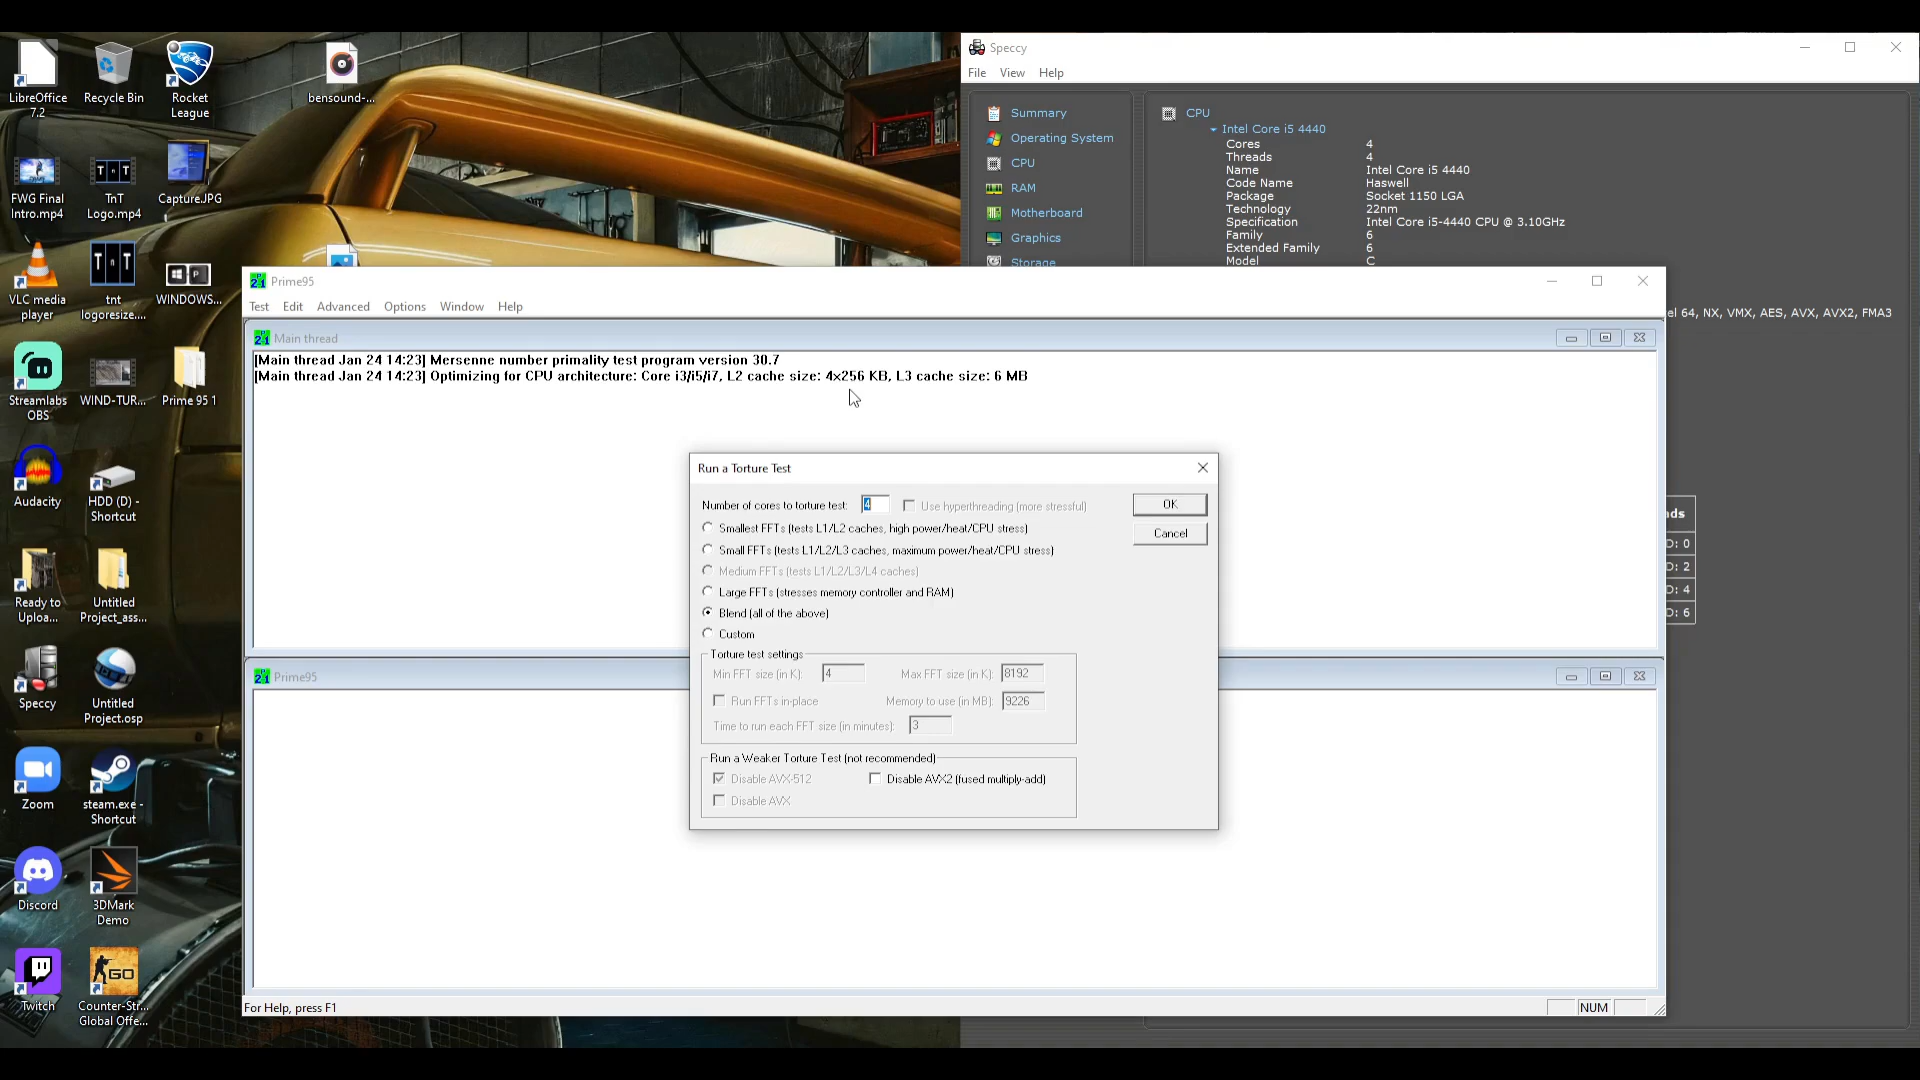 LibreOffice
7.2
Recycle Bin
Rocket
League
bensound-...
FWG Final
Intro.mp4
TnT
Logo.mp4
Capture.JPG
VLC media
player
tnt
logoresize....
WINDOWS...
Streamlabs
OBS
WIND-TUR...
Prime 95 1
Audacity
HDD (D) -
Shortcut
Ready to
Uploa...
Untitled
Project_ass...
Speccy
Untitled
Project.osp
Zoom
steam.exe -
Shortcut
Discord
3DMark
Demo
Twitch
GO
Counter-Str...
Global Offe...
Speccy
File View Help
Summary
Operating System
CPU
RAM
Motherboard
Graphics
Storage
CPU
Intel Core i5 4440
Cores 4
Threads 4
Name Intel Core i5 4440
Code Name Haswell
Package Socket 1150 LGA
Technology 22nm
Specification Intel Core i5-4440 CPU @ 3.10GHz
Family 6
Extended Family 6
Model C
el 64, NX, VMX, AES, AVX, AVX2, FMA3
ds
D: 0
D: 2
D: 4
D: 6
Prime95
Test Edit Advanced Options Window Help
Main thread
[Main thread Jan 24 14:23] Mersenne number primality test program version 30.7
[Main thread Jan 24 14:23] Optimizing for CPU architecture: Core i3/i5/i7, L2 cache size: 4x256 KB, L3 cache size: 6 MB
Run a Torture Test
Number of cores to torture test: 4 Use hyperthreading (more stressful)
OK
Smallest FFTs (tests L1/L2 caches, high power/heat/CPU stress)
Cancel
Small FFTs (tests L1/L2/L3 caches, maximum power/heat/CPU stress)
Medium FFTs (tests L1/L2/L3/L4 caches)
Large FFTs (stresses memory controller and RAM)
Blend (all of the above)
Custom
Torture test settings
Min FFT size (in K): 4 Max FFT size (in K): 8192
Run FFTs in-place Memory to use (in MB): 9226
Time to run each FFT size (in minutes): 3
Run a Weaker Torture Test (not recommended)
Disable AVX-512 Disable AVX2 (fused multiply-add)
Disable AVX
Prime95
For Help, press F1
NUM